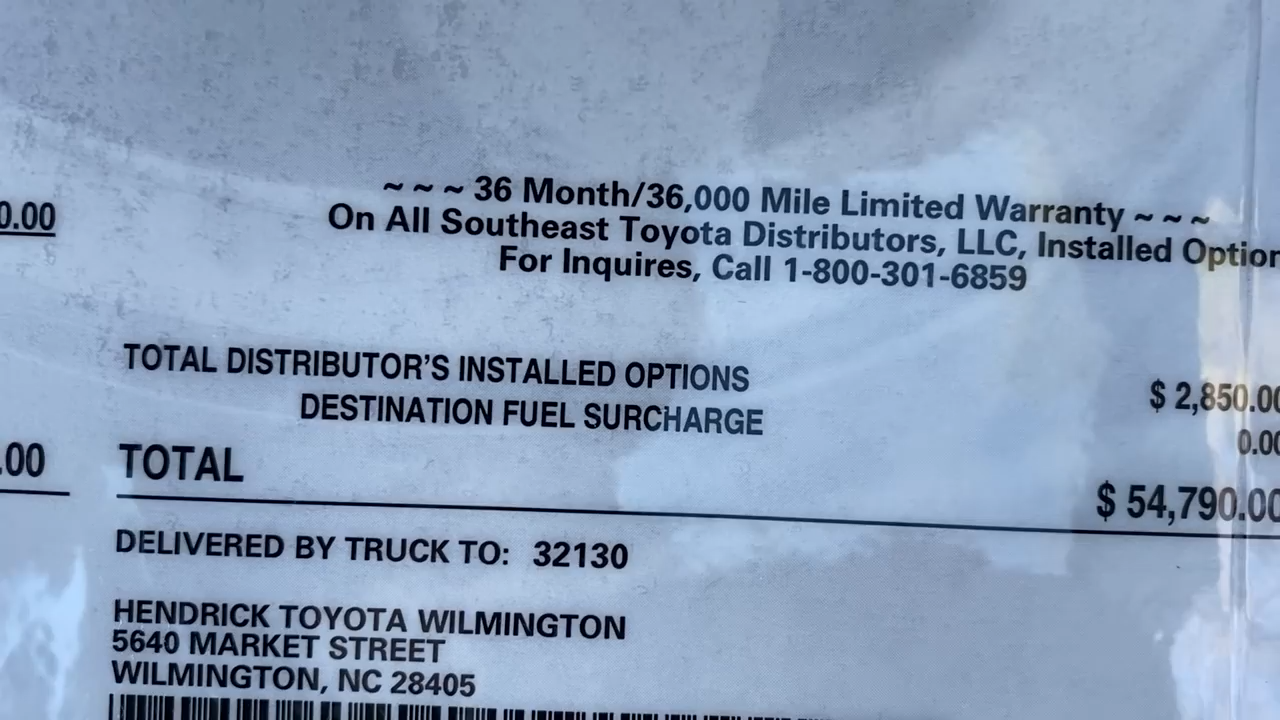 ~ ~ ~ 36 Month/36,000 Mile Limited Warranty ~ ~ ~
On All Southeast Toyota Distributors, LLC, Installed Option
For Inquires, Call 1-800-301-6859
0.00
TOTAL DISTRIBUTOR'S INSTALLED OPTIONS $ 2,850.00
DESTINATION FUEL SURCHARGE 0.00
.00
TOTAL $ 54,790.00
DELIVERED BY TRUCK TO: 32130
HENDRICK TOYOTA WILMINGTON
5640 MARKET STREET
WILMINGTON, NC 28405